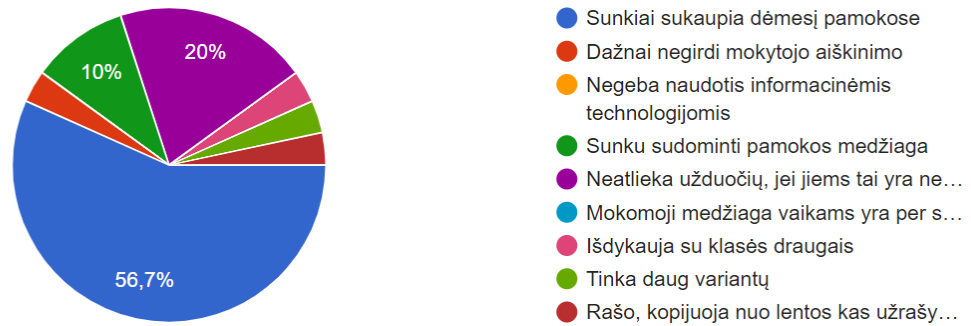 20%
10%
56,7%
Sunkiai sukaupia dėmesį pamokose
Dažnai negirdi mokytojo aiškinimo
Negeba naudotis informacinėmis
technologijomis
Sunku sudominti pamokos medžiaga
Neatlieka užduočių, jei jiems tai yra ne…
Mokomoji medžiaga vaikams yra per s…
Išdykauja su klasės draugais
Tinka daug variantų
Rašo, kopijuoja nuo lentos kas užrašy…